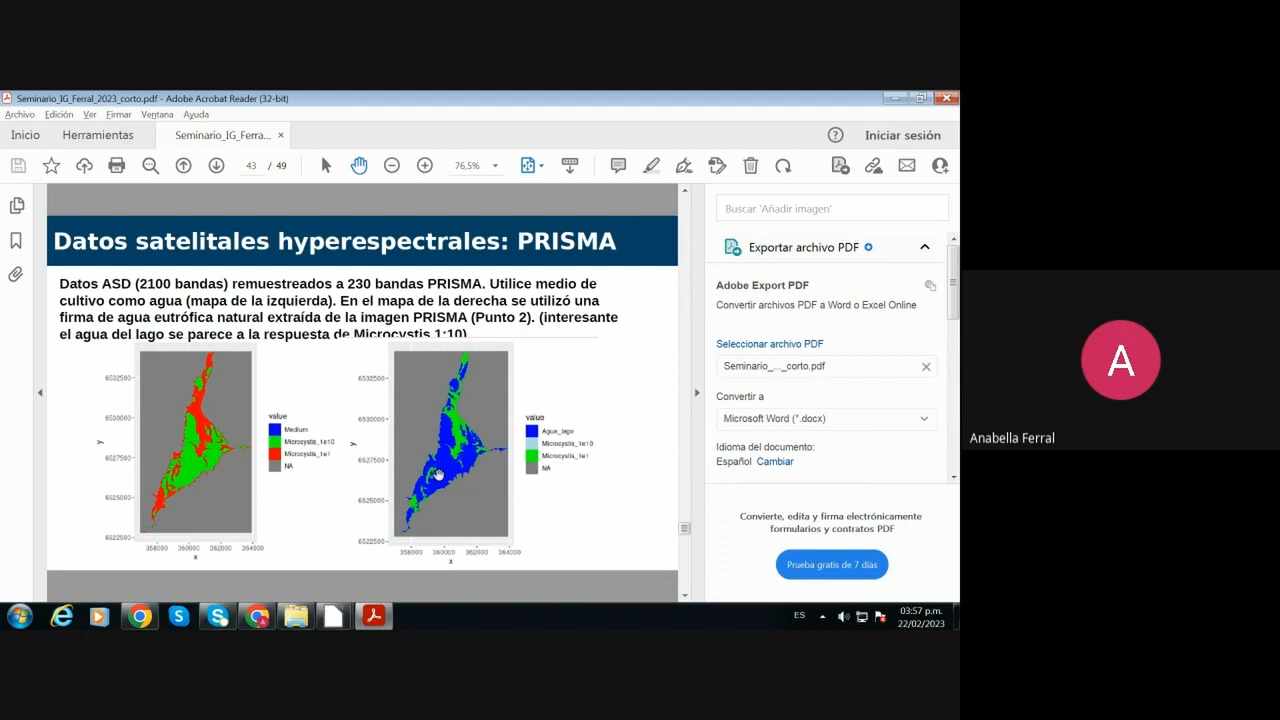 Seminario_IG_Ferral_2023_corto.pdf - Adobe Acrobat Reader (32-bit)
Archivo Edición Ver Firmar Ventana Ayuda
Inicio Herramientas Seminario_IG_Ferra... × Iniciar sesión
43 / 49 76,5%
Datos satelitales hyperespectrales: PRISMA
Datos ASD (2100 bandas) remuestreados a 230 bandas PRISMA. Utilice medio de
cultivo como agua (mapa de la izquierda). En el mapa de la derecha se utilizó una
firma de agua eutrófica natural extraída de la imagen PRISMA (Punto 2). (interesante
el agua del lago se parece a la respuesta de Microcystis 1:10)
6532500
6530000
6527500
6525000
6522500
y
358000 360000 362000 364000
x
value
Medium
Microcystis_1e10
Microcystis_1e1
NA
6532500
6530000
6527500
6525000
6522500
y
358000 360000 362000 364000
x
value
Agua_lago
Microcystis_1e10
Microcystis_1e1
NA
Buscar 'Añadir imagen'
Exportar archivo PDF
Adobe Export PDF
Convertir archivos PDF a Word o Excel Online
Seleccionar archivo PDF
Seminario_..._corto.pdf
Convertir a
Microsoft Word (*.docx)
Idioma del documento:
Español Cambiar
Convierte, edita y firma electrónicamente
formularios y contratos PDF
Prueba gratis de 7 días
ES
03:57 p.m.
22/02/2023
A
Anabella Ferral